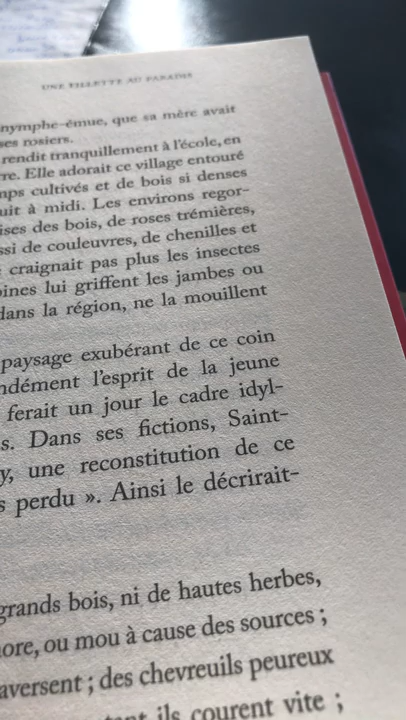 UNE FILLETTE AU PARADIS
nymphe-émue, que sa mère avait
ses rosiers.
rendit tranquillement à l'école, en
re. Elle adorait ce village entouré
mps cultivés et de bois si denses
uit à midi. Les environs regor-
ises des bois, de roses trémières,
ssi de couleuvres, de chenilles et
craignait pas plus les insectes
oines lui griffent les jambes ou
dans la région, ne la mouillent
paysage exubérant de ce coin
ndément l'esprit de la jeune
ferait un jour le cadre idyl-
s. Dans ses fictions, Saint-
y, une reconstitution de ce
s perdu ». Ainsi le décrirait-
grands bois, ni de hautes herbes,
nore, ou mou à cause des sources ;
aversent ; des chevreuils peureux
ils courent vite ;